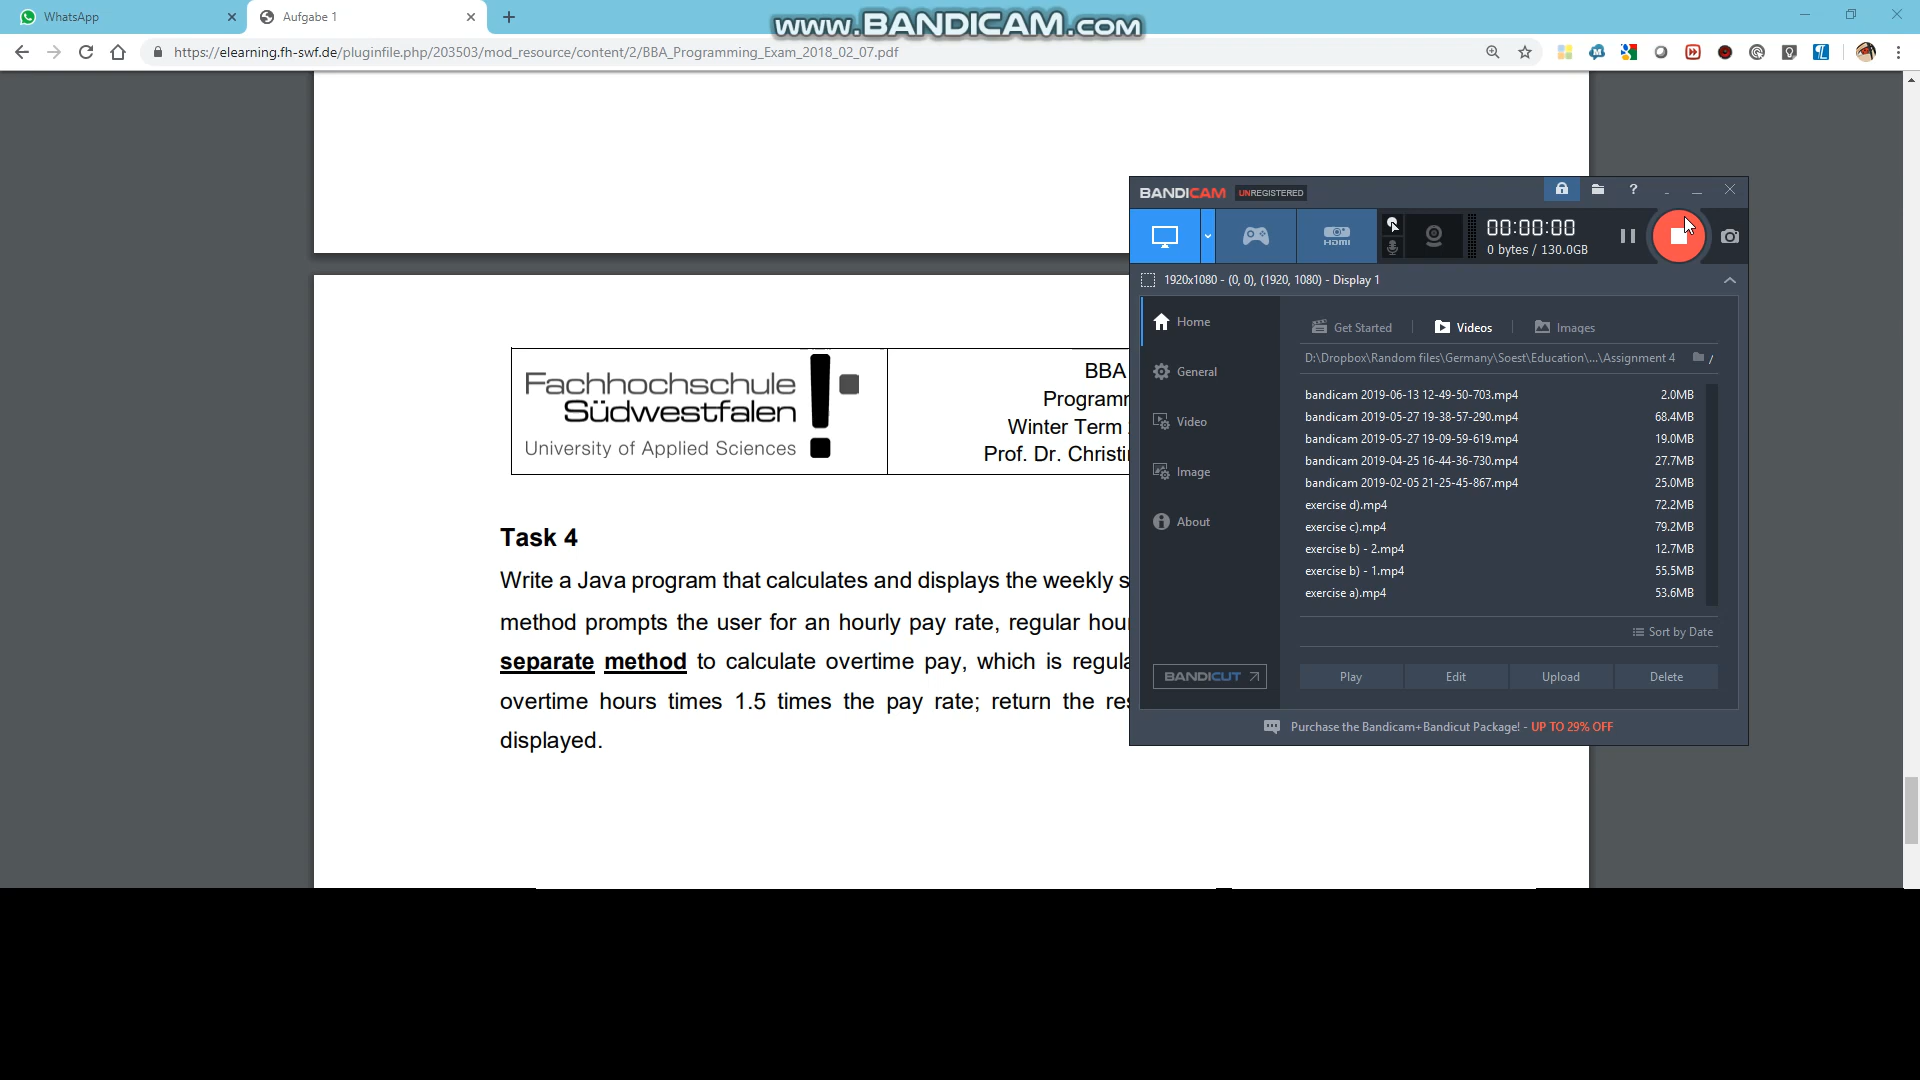 WhatsApp
Aufgabe 1
www.BANDICAM.com
https://elearning.fh-swf.de/pluginfile.php/203503/mod_resource/content/2/BBA_Programming_Exam_2018_02_07.pdf
BANDICAM UNREGISTERED
HDMI
00:00:00
0 bytes / 130.0GB
1920x1080 - (0, 0), (1920, 1080) - Display 1
Home
General
Video
Image
About
BANDICUT
Get Started
Videos
Images
D:\Dropbox\Random files\Germany\Soest\Education\...\Assignment 4
bandicam 2019-06-13 12-49-50-703.mp4 2.0MB
bandicam 2019-05-27 19-38-57-290.mp4 68.4MB
bandicam 2019-05-27 19-09-59-619.mp4 19.0MB
bandicam 2019-04-25 16-44-36-730.mp4 27.7MB
bandicam 2019-02-05 21-25-45-867.mp4 25.0MB
exercise d).mp4 72.2MB
exercise c).mp4 79.2MB
exercise b) - 2.mp4 12.7MB
exercise b) - 1.mp4 55.5MB
exercise a).mp4 53.6MB
Sort by Date
Play Edit Upload Delete
Purchase the Bandicam+Bandicut Package! - UP TO 29% OFF
Fachhochschule
Südwestfalen
University of Applied Sciences
BBA
Programm
Winter Term
Prof. Dr. Christi
Task 4
Write a Java program that calculates and displays the weekly s
method prompts the user for an hourly pay rate, regular hou
separate method to calculate overtime pay, which is regula
overtime hours times 1.5 times the pay rate; return the res
displayed.